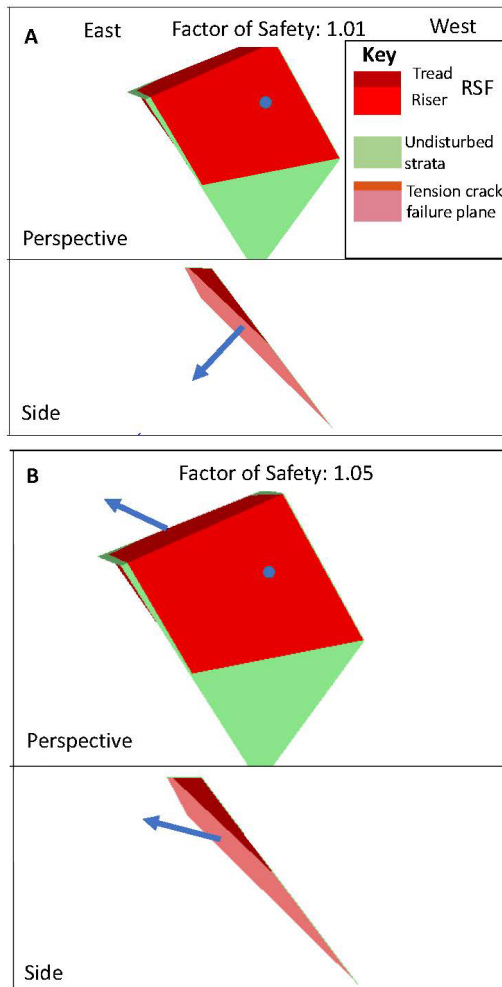 A
East
Factor of Safety: 1.01
West
Key
Tread
RSF
Riser
Undisturbed
strata
Tension crack
failure plane
Perspective
Side
B
Factor of Safety: 1.05
Perspective
Side